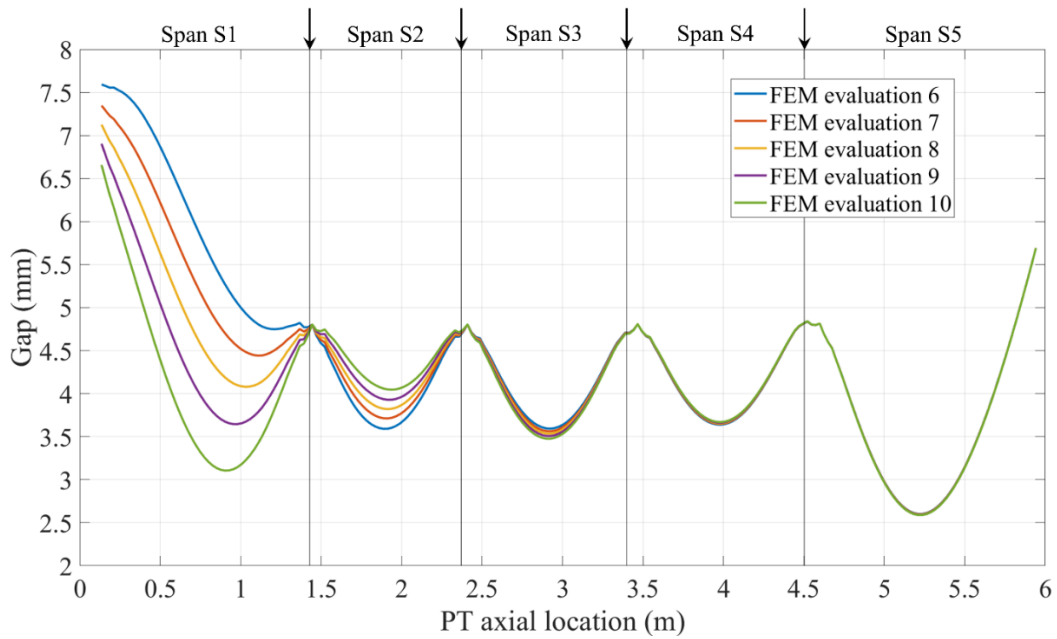 Span S1 Span S2 Span S3 Span S4 Span S5
8
7.5
7
6.5
6
5.5
5
4.5
4
3.5
3
2.5
2
Gap (mm)
FEM evaluation 6
FEM evaluation 7
FEM evaluation 8
FEM evaluation 9
FEM evaluation 10
0 0.5 1 1.5 2 2.5 3 3.5 4 4.5 5 5.5 6
PT axial location (m)